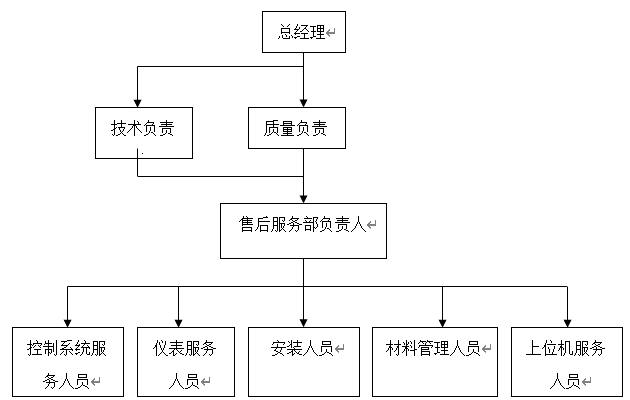 总经理
技术负责
质量负责
售后服务部负责人
控制系统服
务人员
仪表服务
人员
安装人员
材料管理人员
上位机服务
人员